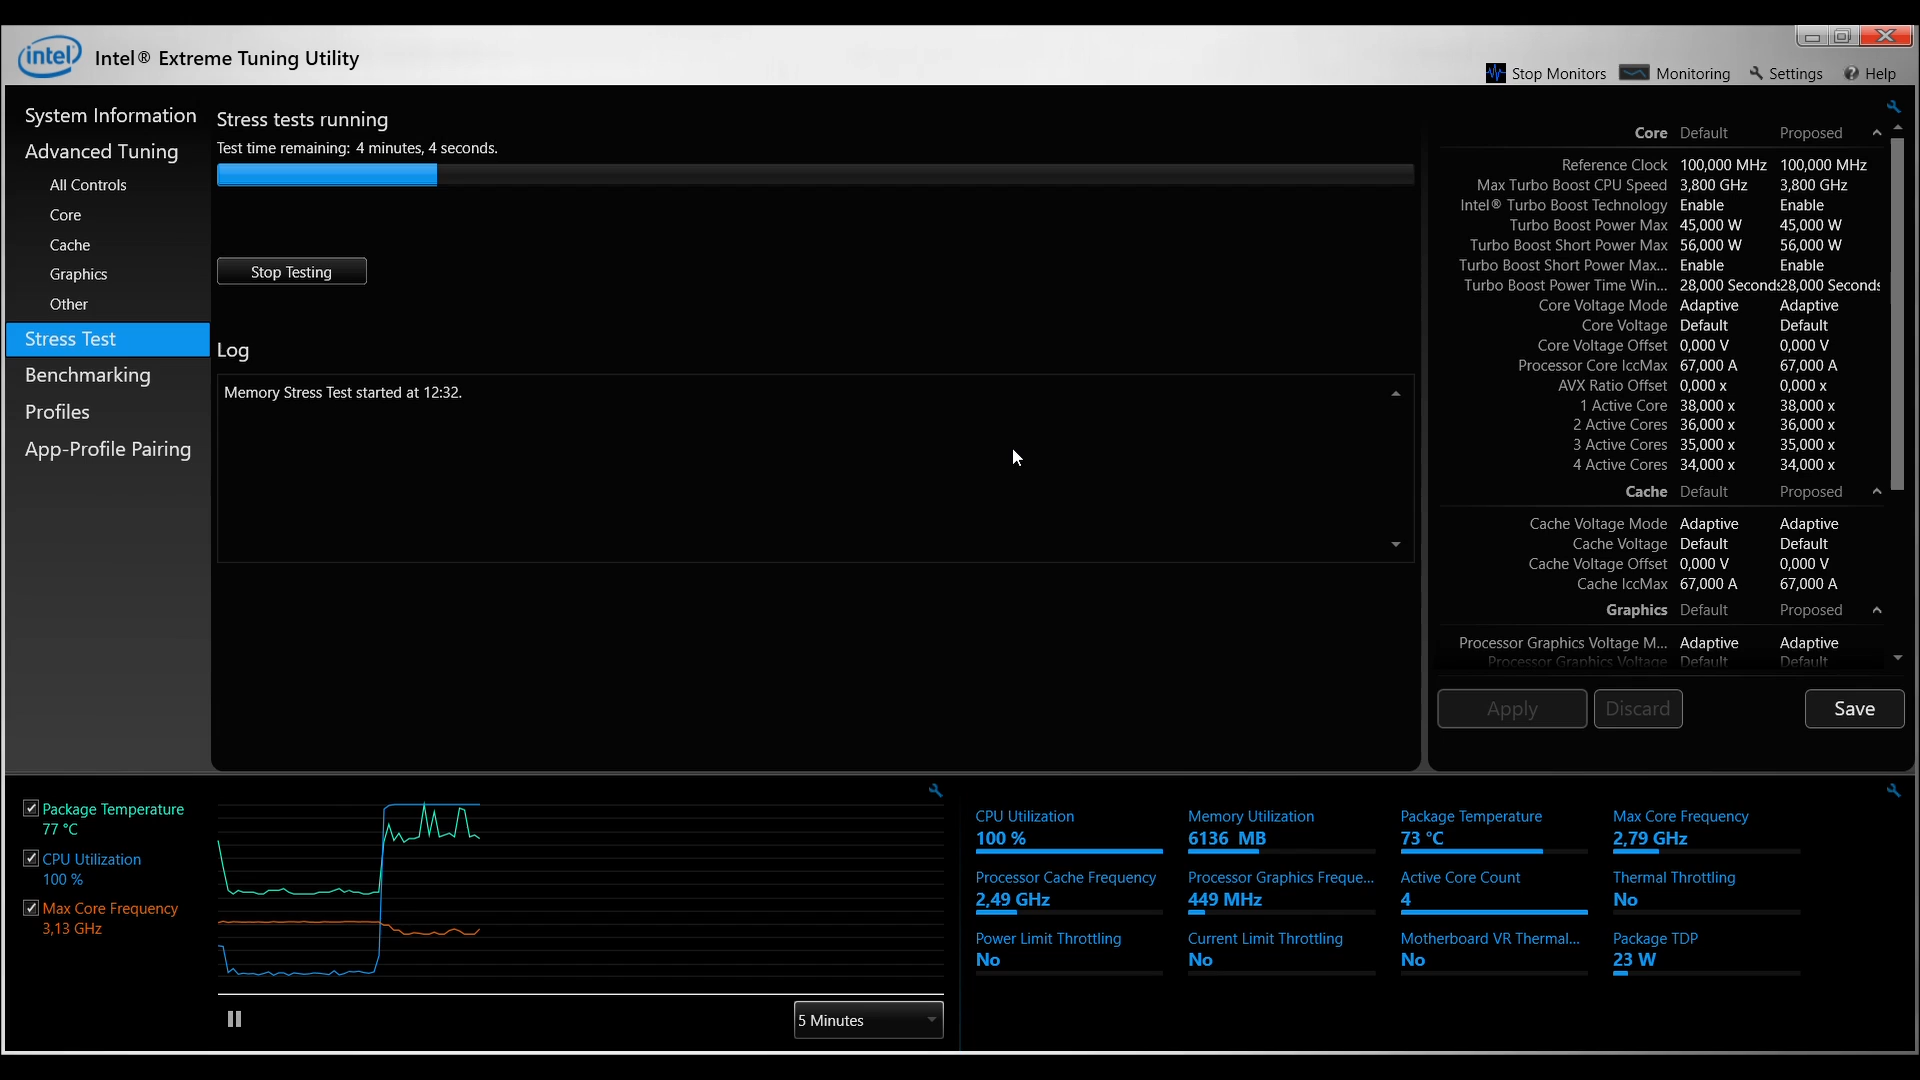 intel
Intel® Extreme Tuning Utility
Stop Monitors
Monitoring
Settings
Help
System Information
Advanced Tuning
All Controls
Core
Cache
Graphics
Other
Stress Test
Benchmarking
Profiles
App-Profile Pairing
Stress tests running
Test time remaining: 4 minutes, 4 seconds.
Stop Testing
Log
Memory Stress Test started at 12:32.
Core Default Proposed
Reference Clock 100,000 MHz 100,000 MHz
Max Turbo Boost CPU Speed 3,800 GHz 3,800 GHz
Intel® Turbo Boost Technology Enable Enable
Turbo Boost Power Max 45,000 W 45,000 W
Turbo Boost Short Power Max 56,000 W 56,000 W
Turbo Boost Short Power Max... Enable Enable
Turbo Boost Power Time Win... 28,000 Seconds 28,000 Seconds
Core Voltage Mode Adaptive Adaptive
Core Voltage Default Default
Core Voltage Offset 0,000 V 0,000 V
Processor Core IccMax 67,000 A 67,000 A
AVX Ratio Offset 0,000 x 0,000 x
1 Active Core 38,000 x 38,000 x
2 Active Cores 36,000 x 36,000 x
3 Active Cores 35,000 x 35,000 x
4 Active Cores 34,000 x 34,000 x
Cache Default Proposed
Cache Voltage Mode Adaptive Adaptive
Cache Voltage Default Default
Cache Voltage Offset 0,000 V 0,000 V
Cache IccMax 67,000 A 67,000 A
Graphics Default Proposed
Processor Graphics Voltage M... Adaptive Adaptive
Processor Graphics Voltage Default Default
Apply
Discard
Save
Package Temperature
77 °C
CPU Utilization
100 %
Max Core Frequency
3,13 GHz
5 Minutes
CPU Utilization
100 %
Memory Utilization
6136 MB
Package Temperature
73 °C
Max Core Frequency
2,79 GHz
Processor Cache Frequency
2,49 GHz
Processor Graphics Freque...
449 MHz
Active Core Count
4
Thermal Throttling
No
Power Limit Throttling
No
Current Limit Throttling
No
Motherboard VR Thermal...
No
Package TDP
23 W